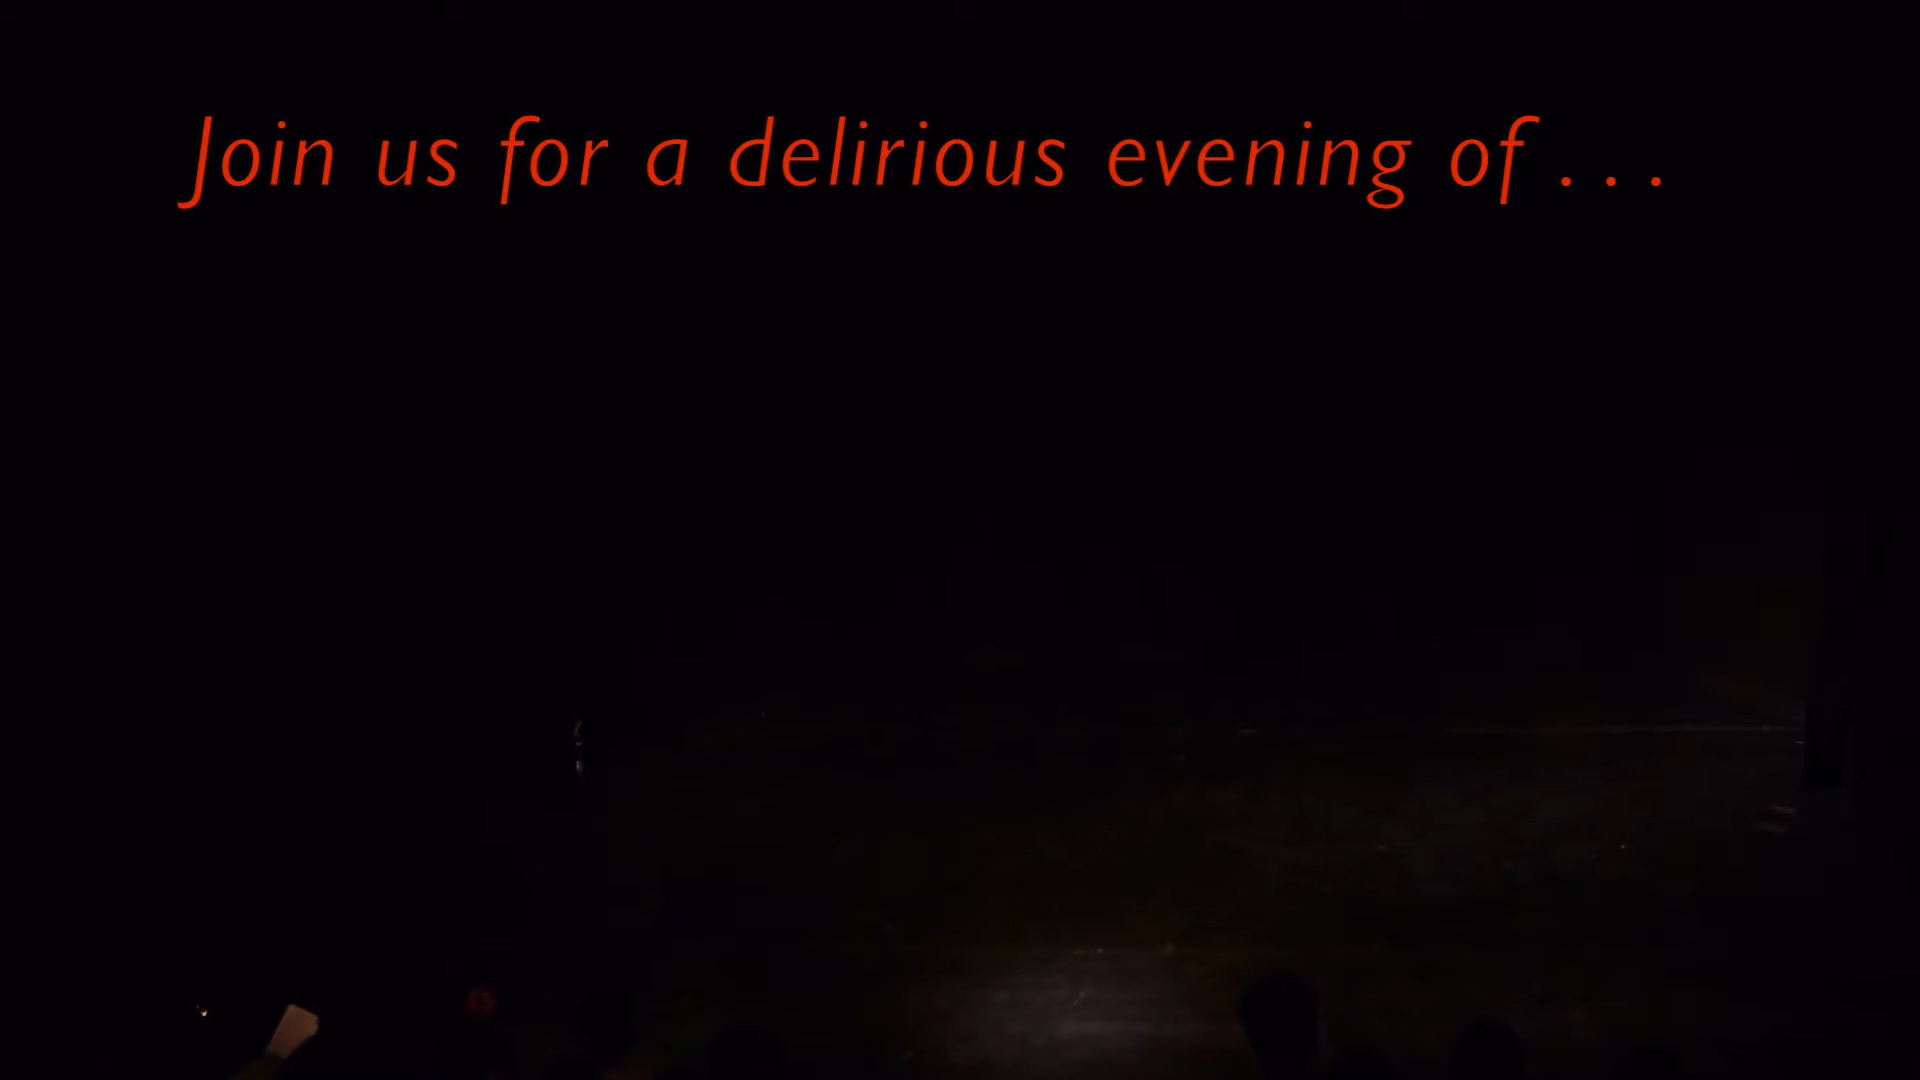 Join us for a delirious evening of . . .